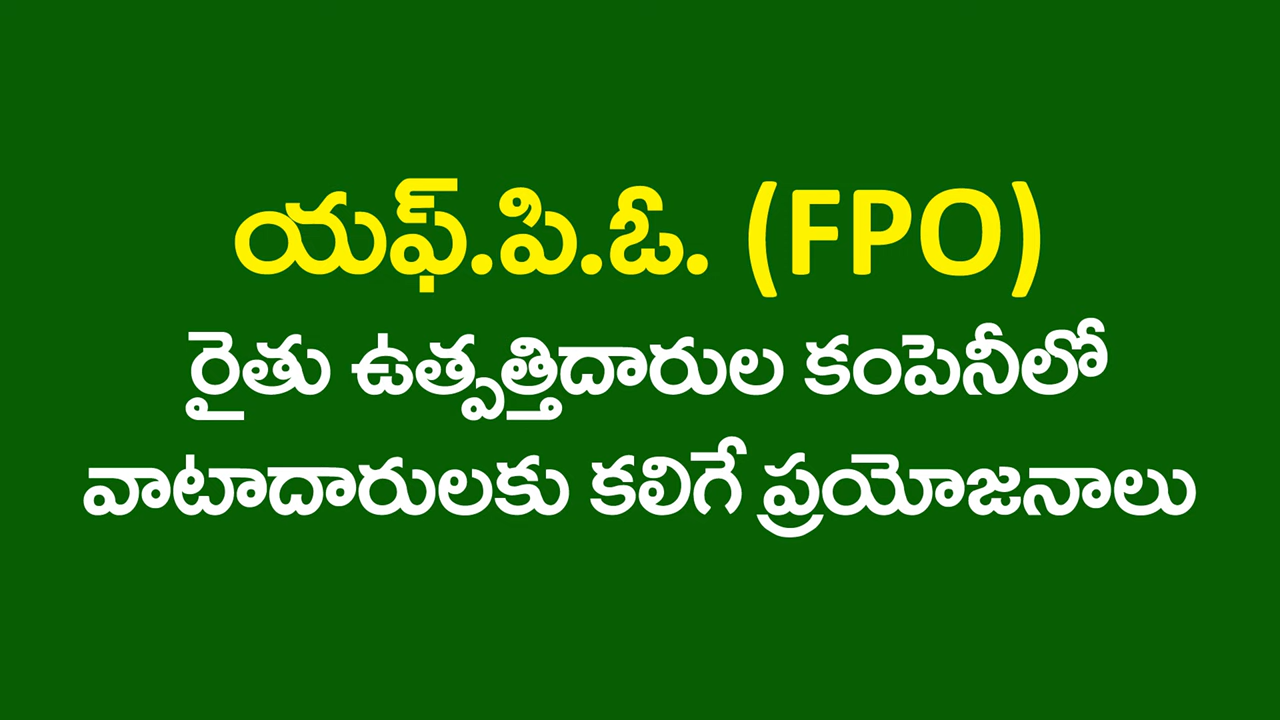 యఫ్.పి.ఓ. (FPO)
రైతు ఉత్పత్తిదారుల కంపెనీలో
వాటాదారులకు కలిగే ప్రయోజనాలు